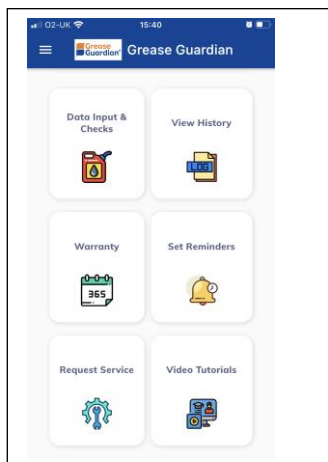 O2-UK 15:40
Grease Guardian® Grease Guardian
Data Input & View History
Checks
LOG
Warranty Set Reminders
365
Request Service Video Tutorials